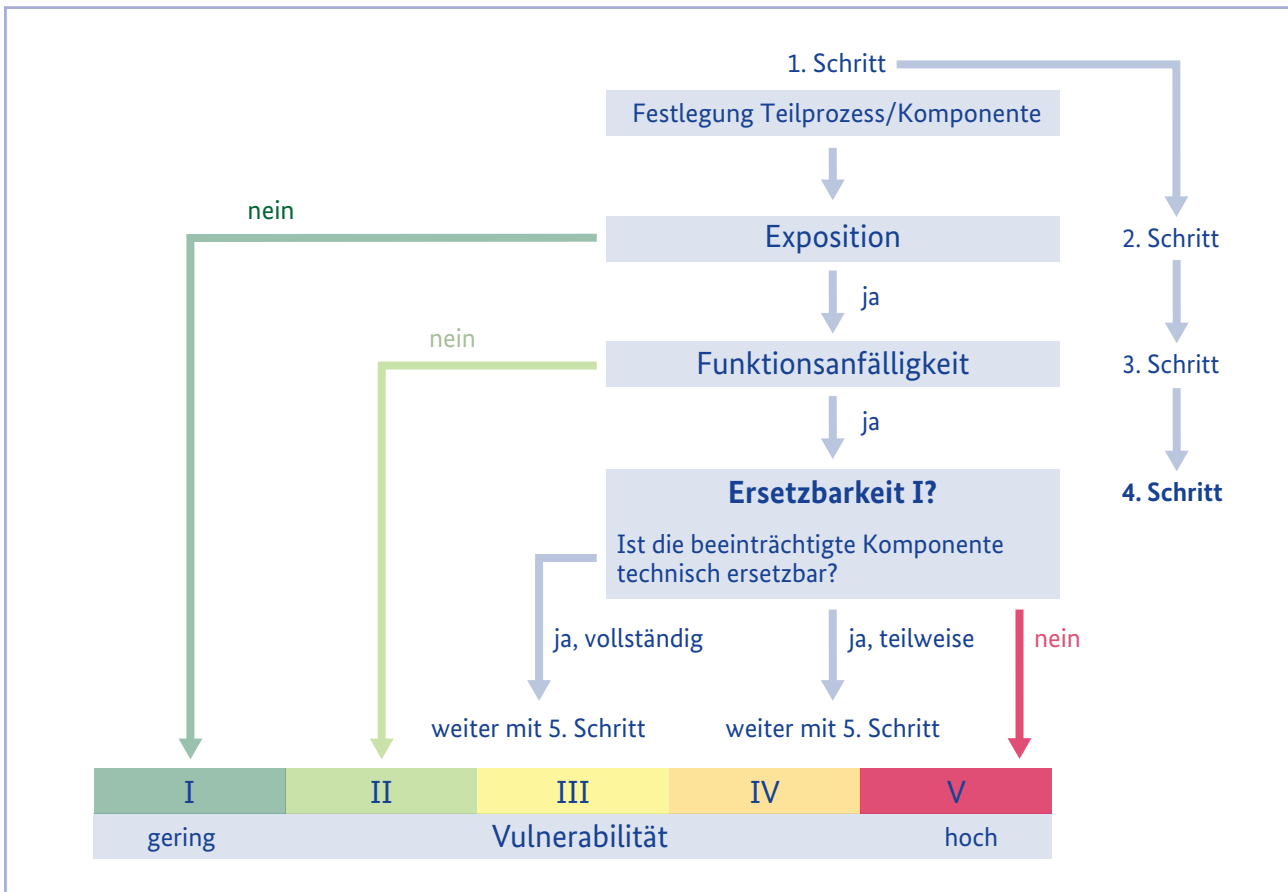 1. Schritt
Festlegung Teilprozess/Komponente
nein
Exposition
2. Schritt
ja
nein
Funktionsanfälligkeit
3. Schritt
ja
Ersetzbarkeit I?
4. Schritt
Ist die beeinträchtigte Komponente
technisch ersetzbar?
ja, vollständig
ja, teilweise
nein
weiter mit 5. Schritt
weiter mit 5. Schritt
I
II
III
IV
V
gering
Vulnerabilität
hoch